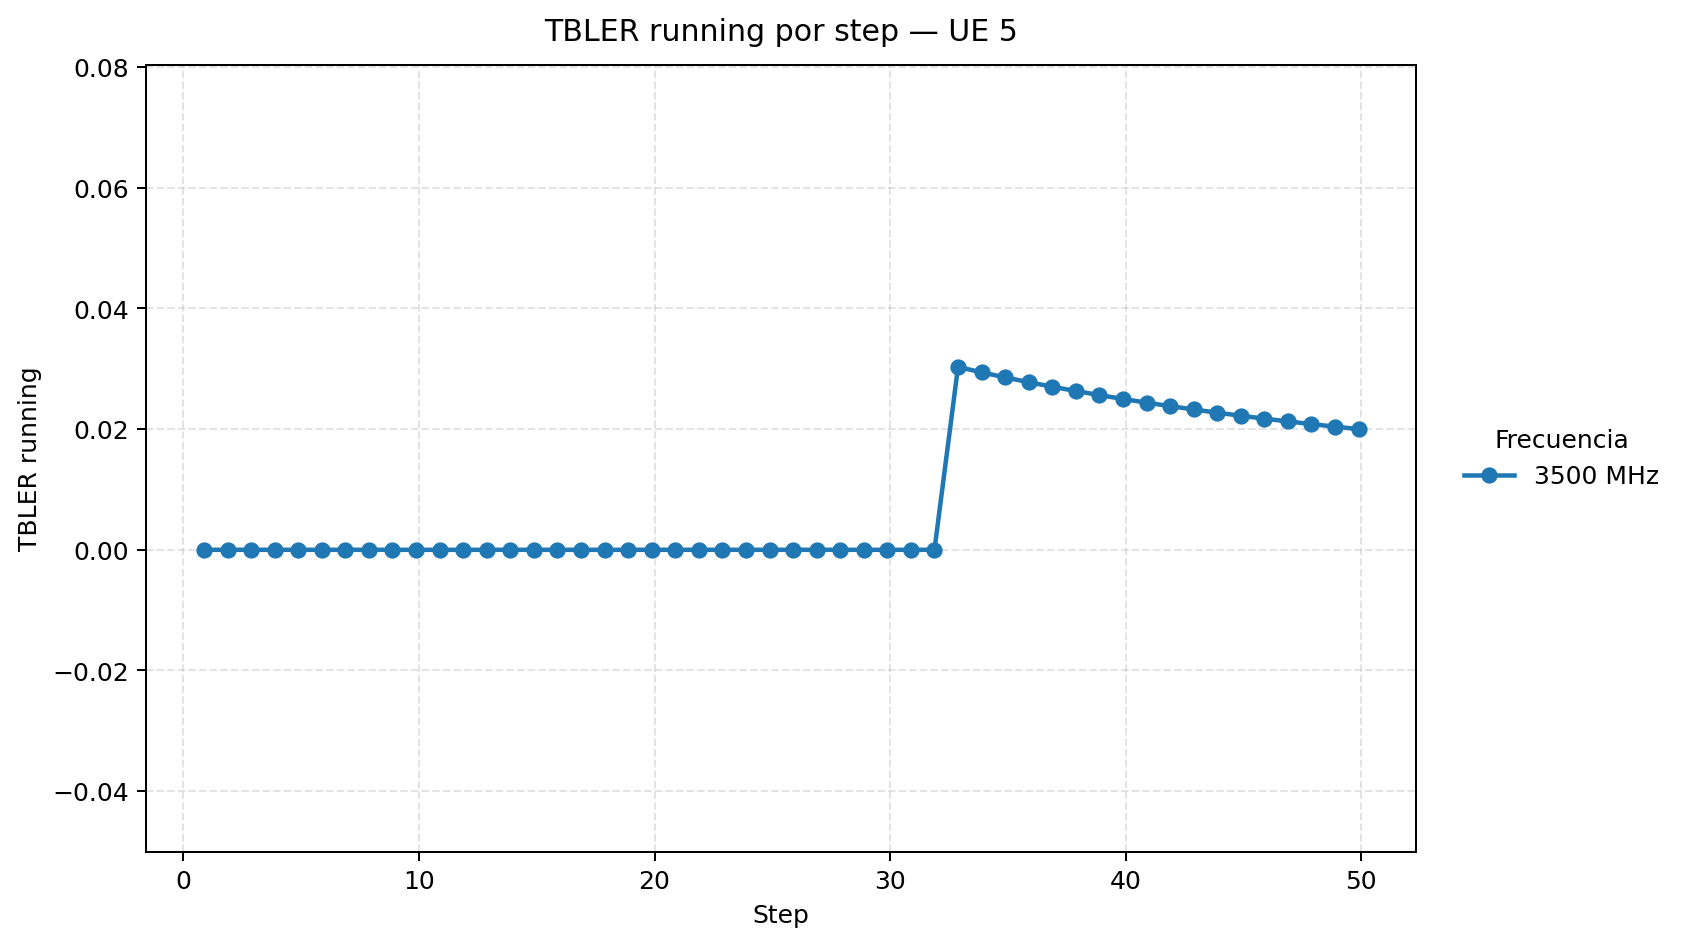 TBLER running por step — UE 5
0.08
0.06
0.04
0.02
0.00
−0.02
−0.04
TBLER running
0 10 20 30 40 50
Step
Frecuencia
3500 MHz